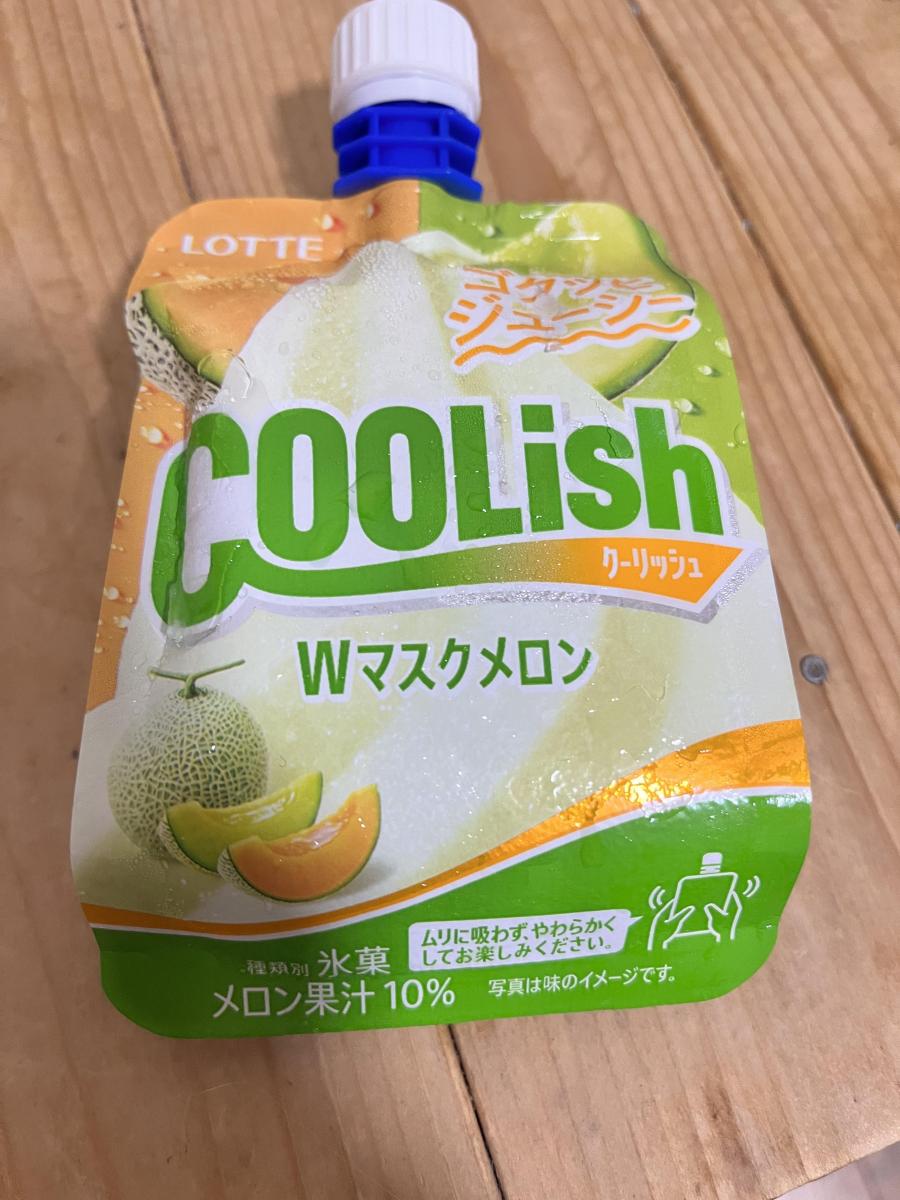 LOTTE
ゴクッと
ジューシー
COOLish
クーリッシュ
Wマスクメロン
ムリに吸わず、やわらかく
してお楽しみください。
種類別 氷菓
メロン果汁10%
写真は味のイメージです。